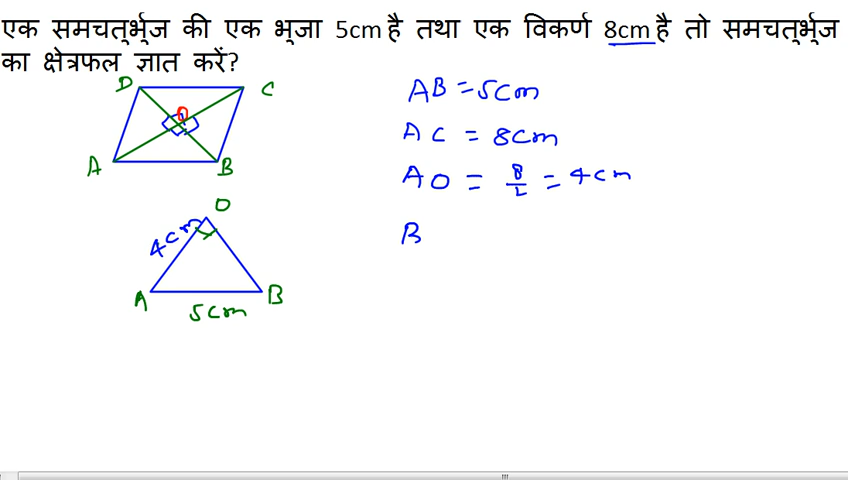 एक समचतुर्भुज की एक भुजा 5cm है तथा एक विकर्ण 8cm है तो समचतुर्भुज
का क्षेत्रफल ज्ञात करें?
D C
O
A B
AB = 5cm
AC = 8cm
AO = 8/2 = 4cm
B
O
4cm
A B
5cm